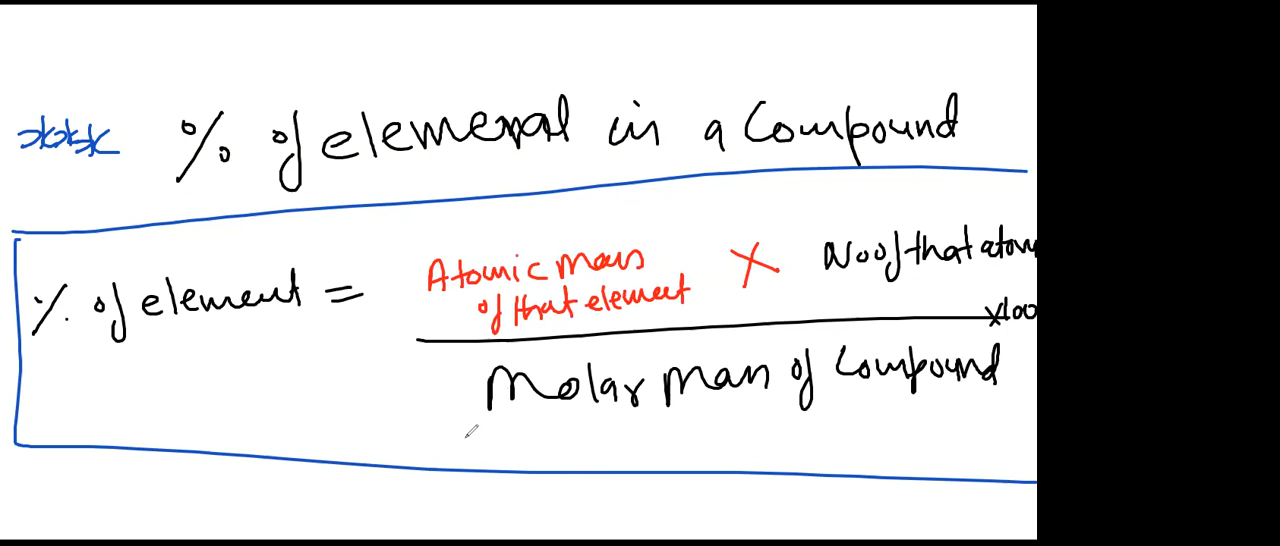 *** % of elemenal in a Compound
% of element = Atomic mass of that element × No of that atom ×100
Molar mass of Compound